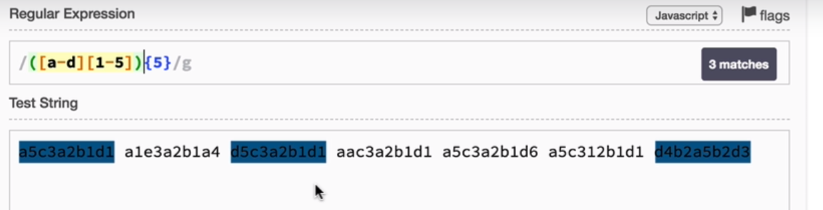 Regular Expression
Javascript flags
/([a-d][1-5]){5}/g
3 matches
Test String
a5c3a2b1d1 a1e3a2b1a4 d5c3a2b1d1 aac3a2b1d1 a5c3a2b1d6 a5c312b1d1 d4b2a5b2d3